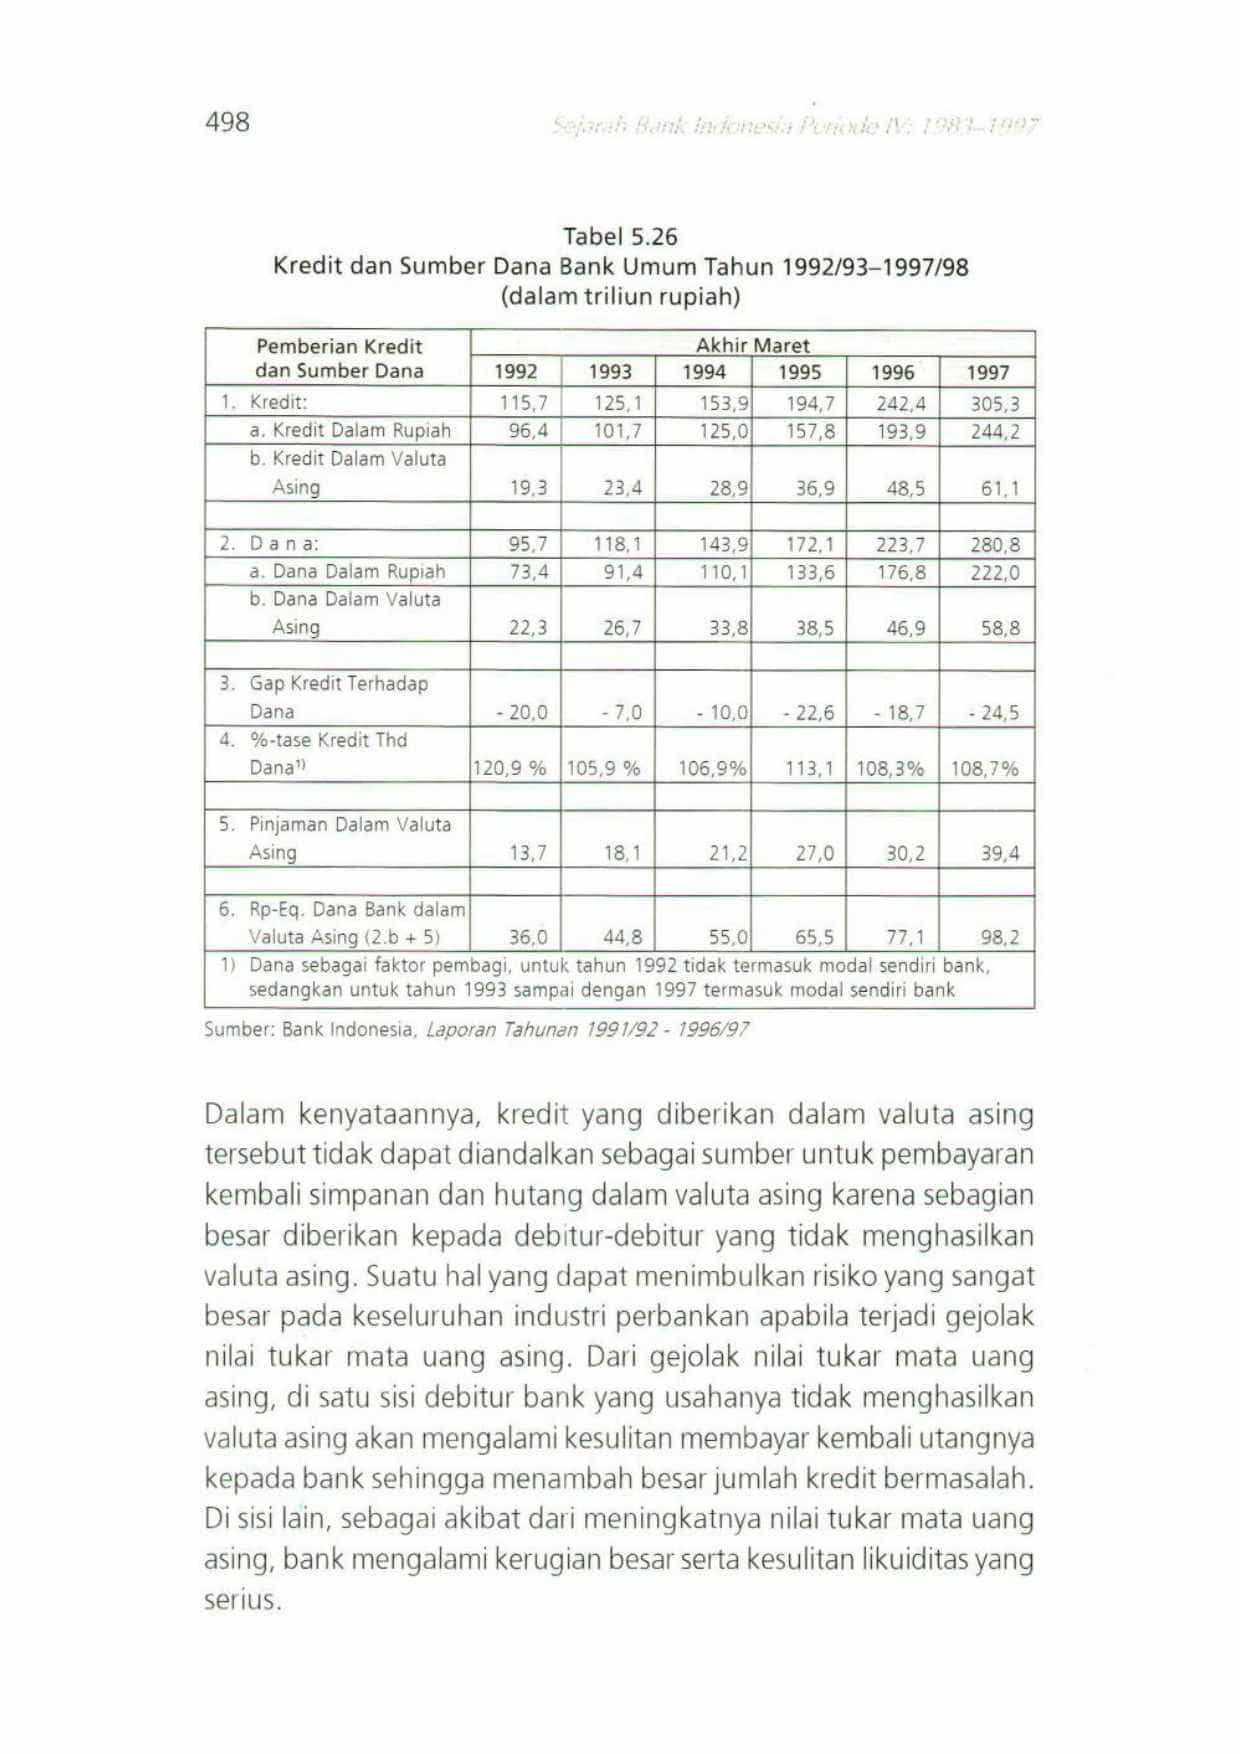 498 Sejarah Bank Indonesia Periode IV: 1983–1997
Tabel 5.26
Kredit dan Sumber Dana Bank Umum Tahun 1992/93–1997/98
(dalam triliun rupiah)
Pemberian Kredit Akhir Maret
dan Sumber Dana 1992 1993 1994 1995 1996 1997
1. Kredit: 115,7 125,1 153,9 194,7 242,4 305,3
a. Kredit Dalam Rupiah 96,4 101,7 125,0 157,8 193,9 244,2
b. Kredit Dalam Valuta
Asing 19,3 23,4 28,9 36,9 48,5 61,1
2. D a n a: 95,7 118,1 143,9 172,1 223,7 280,8
a. Dana Dalam Rupiah 73,4 91,4 110,1 133,6 176,8 222,0
b. Dana Dalam Valuta
Asing 22,3 26,7 33,8 38,5 46,9 58,8
3. Gap Kredit Terhadap
Dana - 20,0 - 7,0 - 10,0 - 22,6 - 18,7 - 24,5
4. %-tase Kredit Thd
Dana¹⁾ 120,9 % 105,9 % 106,9% 113,1 108,3% 108,7%
5. Pinjaman Dalam Valuta
Asing 13,7 18,1 21,2 27,0 30,2 39,4
6. Rp-Eq. Dana Bank dalam
Valuta Asing (2.b + 5) 36,0 44,8 55,0 65,5 77,1 98,2
1) Dana sebagai faktor pembagi, untuk tahun 1992 tidak termasuk modal sendiri bank,
sedangkan untuk tahun 1993 sampai dengan 1997 termasuk modal sendiri bank
Sumber: Bank Indonesia, Laporan Tahunan 1991/92 - 1996/97
Dalam kenyataannya, kredit yang diberikan dalam valuta asing
tersebut tidak dapat diandalkan sebagai sumber untuk pembayaran
kembali simpanan dan hutang dalam valuta asing karena sebagian
besar diberikan kepada debitur-debitur yang tidak menghasilkan
valuta asing. Suatu hal yang dapat menimbulkan risiko yang sangat
besar pada keseluruhan industri perbankan apabila terjadi gejolak
nilai tukar mata uang asing. Dari gejolak nilai tukar mata uang
asing, di satu sisi debitur bank yang usahanya tidak menghasilkan
valuta asing akan mengalami kesulitan membayar kembali utangnya
kepada bank sehingga menambah besar jumlah kredit bermasalah.
Di sisi lain, sebagai akibat dari meningkatnya nilai tukar mata uang
asing, bank mengalami kerugian besar serta kesulitan likuiditas yang
serius.